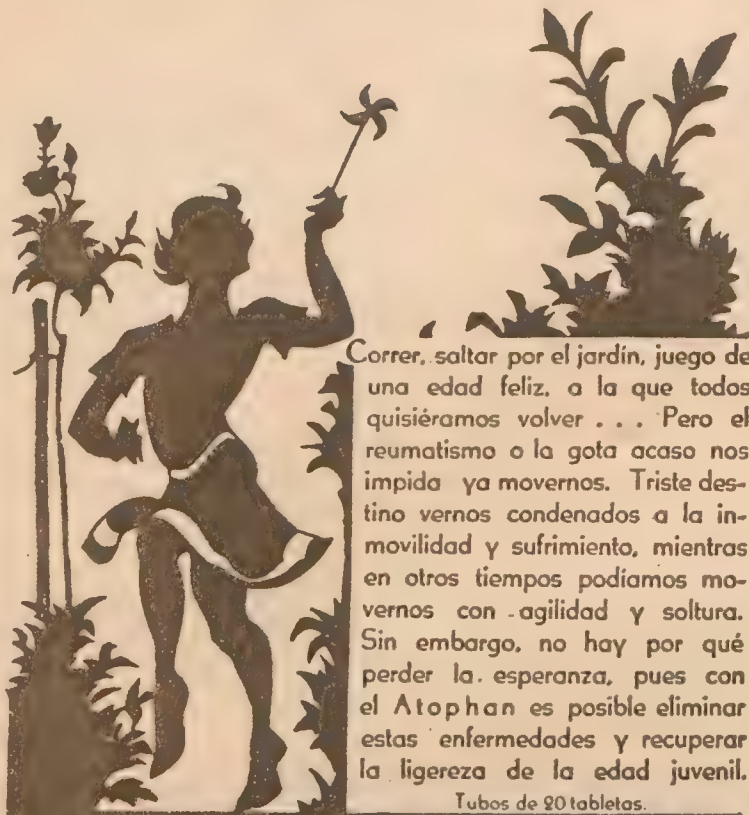 Correr, saltar por el jardín, juego de
una edad feliz, a la que todos
quisiéramos volver . . . Pero el
reumatismo o la gota acaso nos
impida ya movernos. Triste des-
tino vernos condenados a la in-
movilidad y sufrimiento, mientras
en otros tiempos podíamos mo-
vernos con agilidad y soltura.
Sin embargo, no hay por qué
perder la esperanza, pues con
el Atophan es posible eliminar
estas enfermedades y recuperar
la ligereza de la edad juvenil.
Tubos de 20 tabletas.